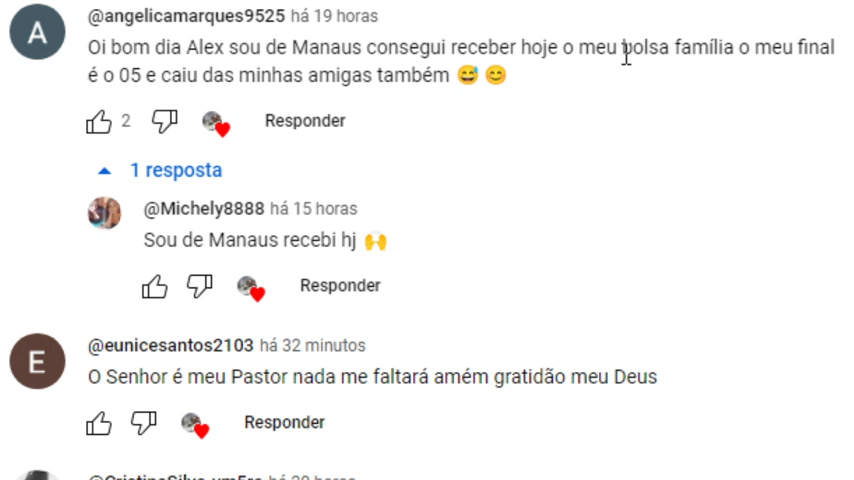 @angelicamarques9525 há 19 horas
Oi bom dia Alex sou de Manaus consegui receber hoje o meu bolsa família o meu final
é o 05 e caiu das minhas amigas também 😅 😊
2 Responder
1 resposta
@Michely8888 há 15 horas
Sou de Manaus recebi hj 🙌
Responder
@eunicesantos2103 há 32 minutos
O Senhor é meu Pastor nada me faltará amém gratidão meu Deus
Responder